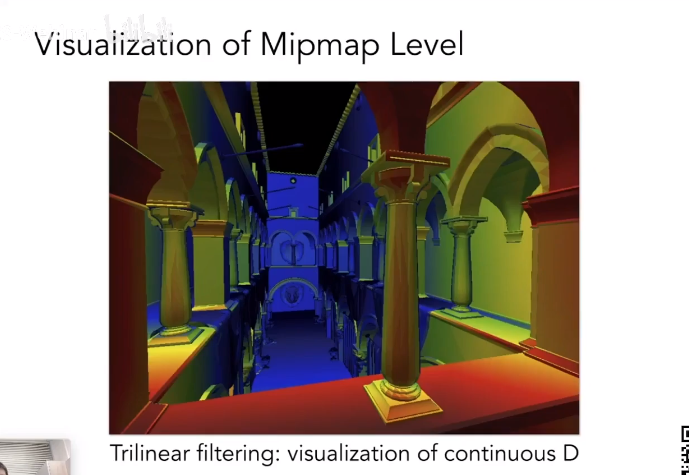 Visualization of Mipmap Level
Trilinear filtering: visualization of continuous D